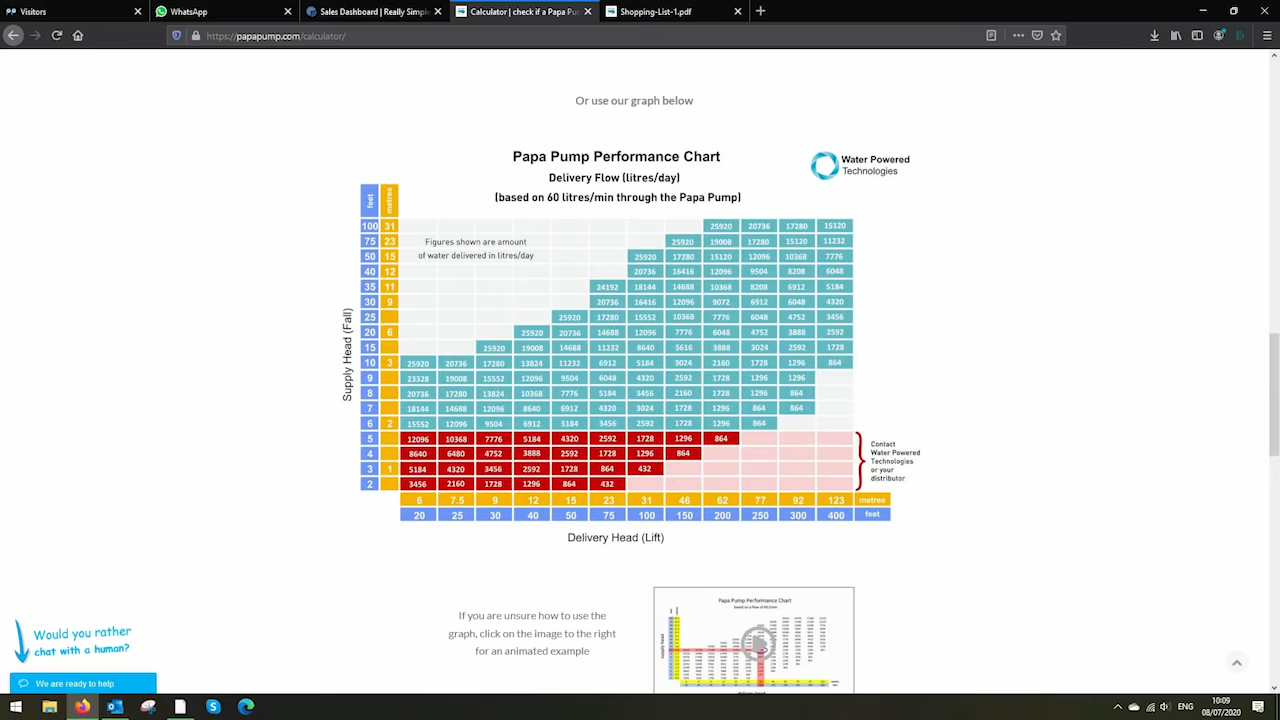 Visitors
WhatsApp
Sales Dashboard | Really Simple
Calculator | check if a Papa Pum
Shopping-List-1.pdf
https://papapump.com/calculator/
Or use our graph below
Papa Pump Performance Chart
Delivery Flow (litres/day)
(based on 60 litres/min through the Papa Pump)
Water Powered
Technologies
feet metres
Figures shown are amount
of water delivered in litres/day
100 31 25920 20736 17280 15120
75 23 25920 19008 17280 15120 11232
50 15 25920 17280 15120 12096 10368 7776
40 12 20736 16416 12096 9504 8208 6048
35 11 24192 18144 14688 10368 8208 6912 5184
30 9 20736 16416 12096 9072 6912 6048 4320
25 25920 17280 15552 10368 7776 6048 4752 3456
20 6 25920 20736 14688 12096 7776 6048 4752 3888 2592
15 25920 19008 14688 11232 8640 5616 3888 3024 2592 1728
10 3 25920 20736 17280 13824 11232 6912 5184 3024 2160 1728 1296 864
9 23328 19008 15552 12096 9504 6048 4320 2592 1728 1296 1296
8 20736 17280 13824 10368 7776 5184 3456 2160 1728 1296 864
7 18144 14688 12096 8640 6912 4320 3024 1728 1296 864 864
6 2 15552 12096 9504 6912 5184 3456 2592 1728 1296 864
5 12096 10368 7776 5184 4320 2592 1728 1296 864
4 8640 6480 4752 3888 2592 1728 1296 864
3 1 5184 4320 3456 2592 1728 864 432
2 3456 2160 1728 1296 864 432
6 7.5 9 12 15 23 31 46 62 77 92 123 metres
20 25 30 40 50 75 100 150 200 250 300 400 feet
Supply Head (Fall)
Delivery Head (Lift)
Contact
Water Powered
Technologies
or your
distributor
If you are unsure how to use the
graph, click on the image to the right
for an animated example
Papa Pump Performance Chart
Would you rather
chat with a human?
We are ready to help
ENG
10:09
08/07/2020